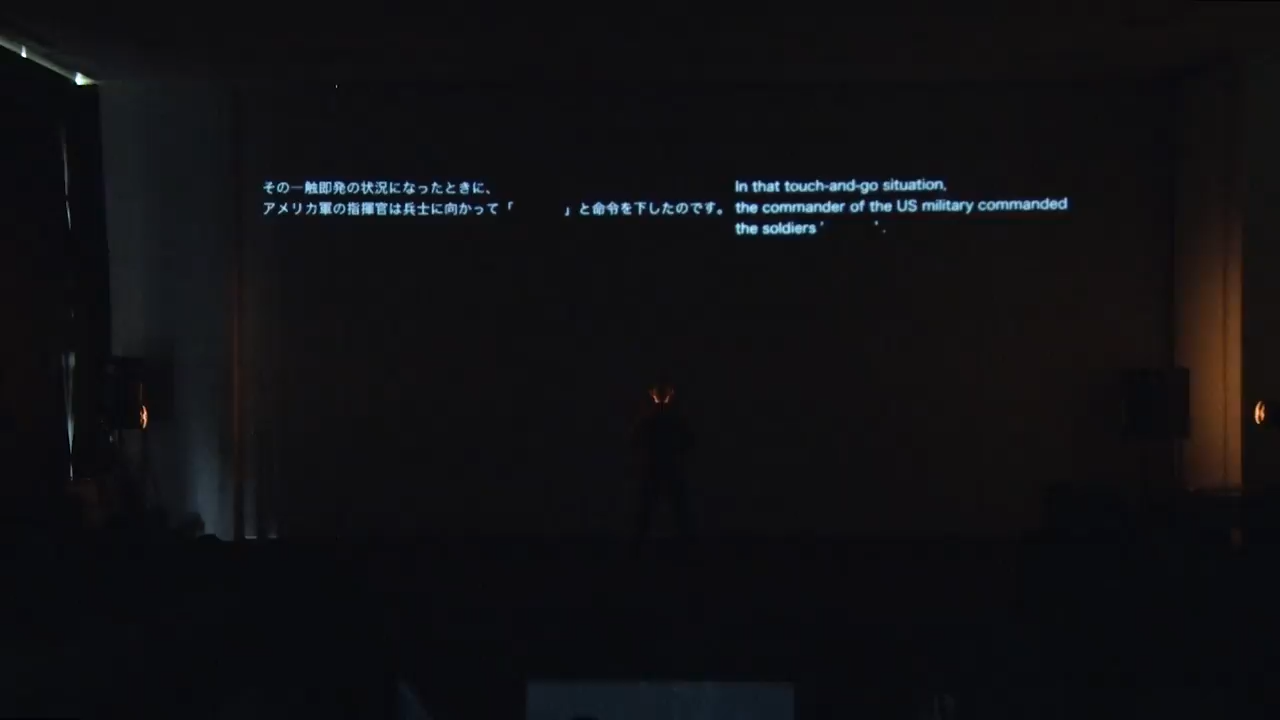 その一触即発の状況になったときに、
アメリカ軍の指揮官は兵士に向かって「　　　」と命令を下したのです。
In that touch-and-go situation,
the commander of the US military commanded
the soldiers '　　　'.